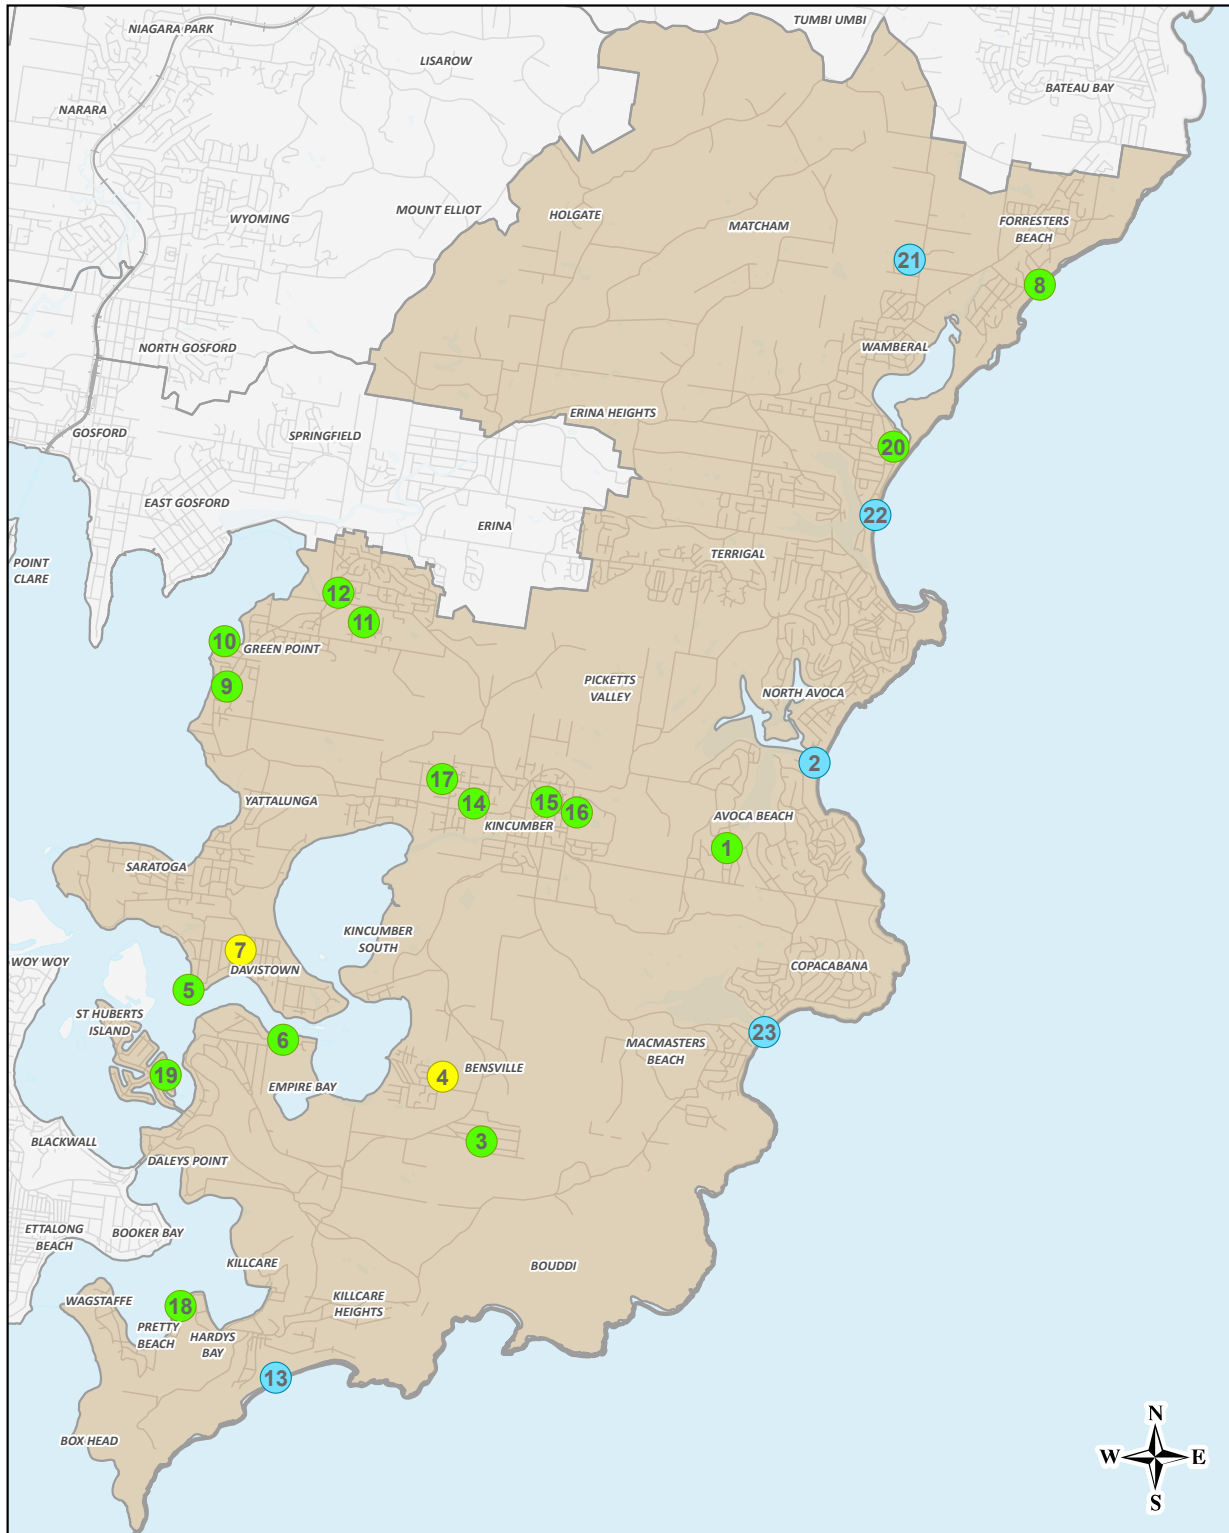 TUMBI UMBI
NIAGARA PARK
LISAROW
BATEAU BAY
NARARA
MOUNT ELLIOT
HOLGATE
WYOMING
MATCHAM
FORRESTERS
BEACH
21
8
NORTH GOSFORD
WAMBERAL
ERINA HEIGHTS
GOSFORD
SPRINGFIELD
20
EAST GOSFORD
22
ERINA
TERRIGAL
POINT
CLARE
12
11
10
GREEN POINT
9
PICKETTS
VALLEY
NORTH AVOCA
2
17
14
15
16
YATTALUNGA
KINCUMBER
AVOCA BEACH
1
SARATOGA
KINCUMBER
SOUTH
7
WOY WOY
DAVISTOWN
COPACABANA
5
ST HUBERTS
ISLAND
23
6
MACMASTERS
BEACH
19
4
BENSVILLE
EMPIRE BAY
3
BLACKWALL
DALEYS POINT
ETTALONG
BEACH
BOOKER BAY
KILLCARE
BOUDDI
WAGSTAFFE
18
KILLCARE
HEIGHTS
PRETTY
BEACH
HARDYS
BAY
13
BOX HEAD
N
W
E
S